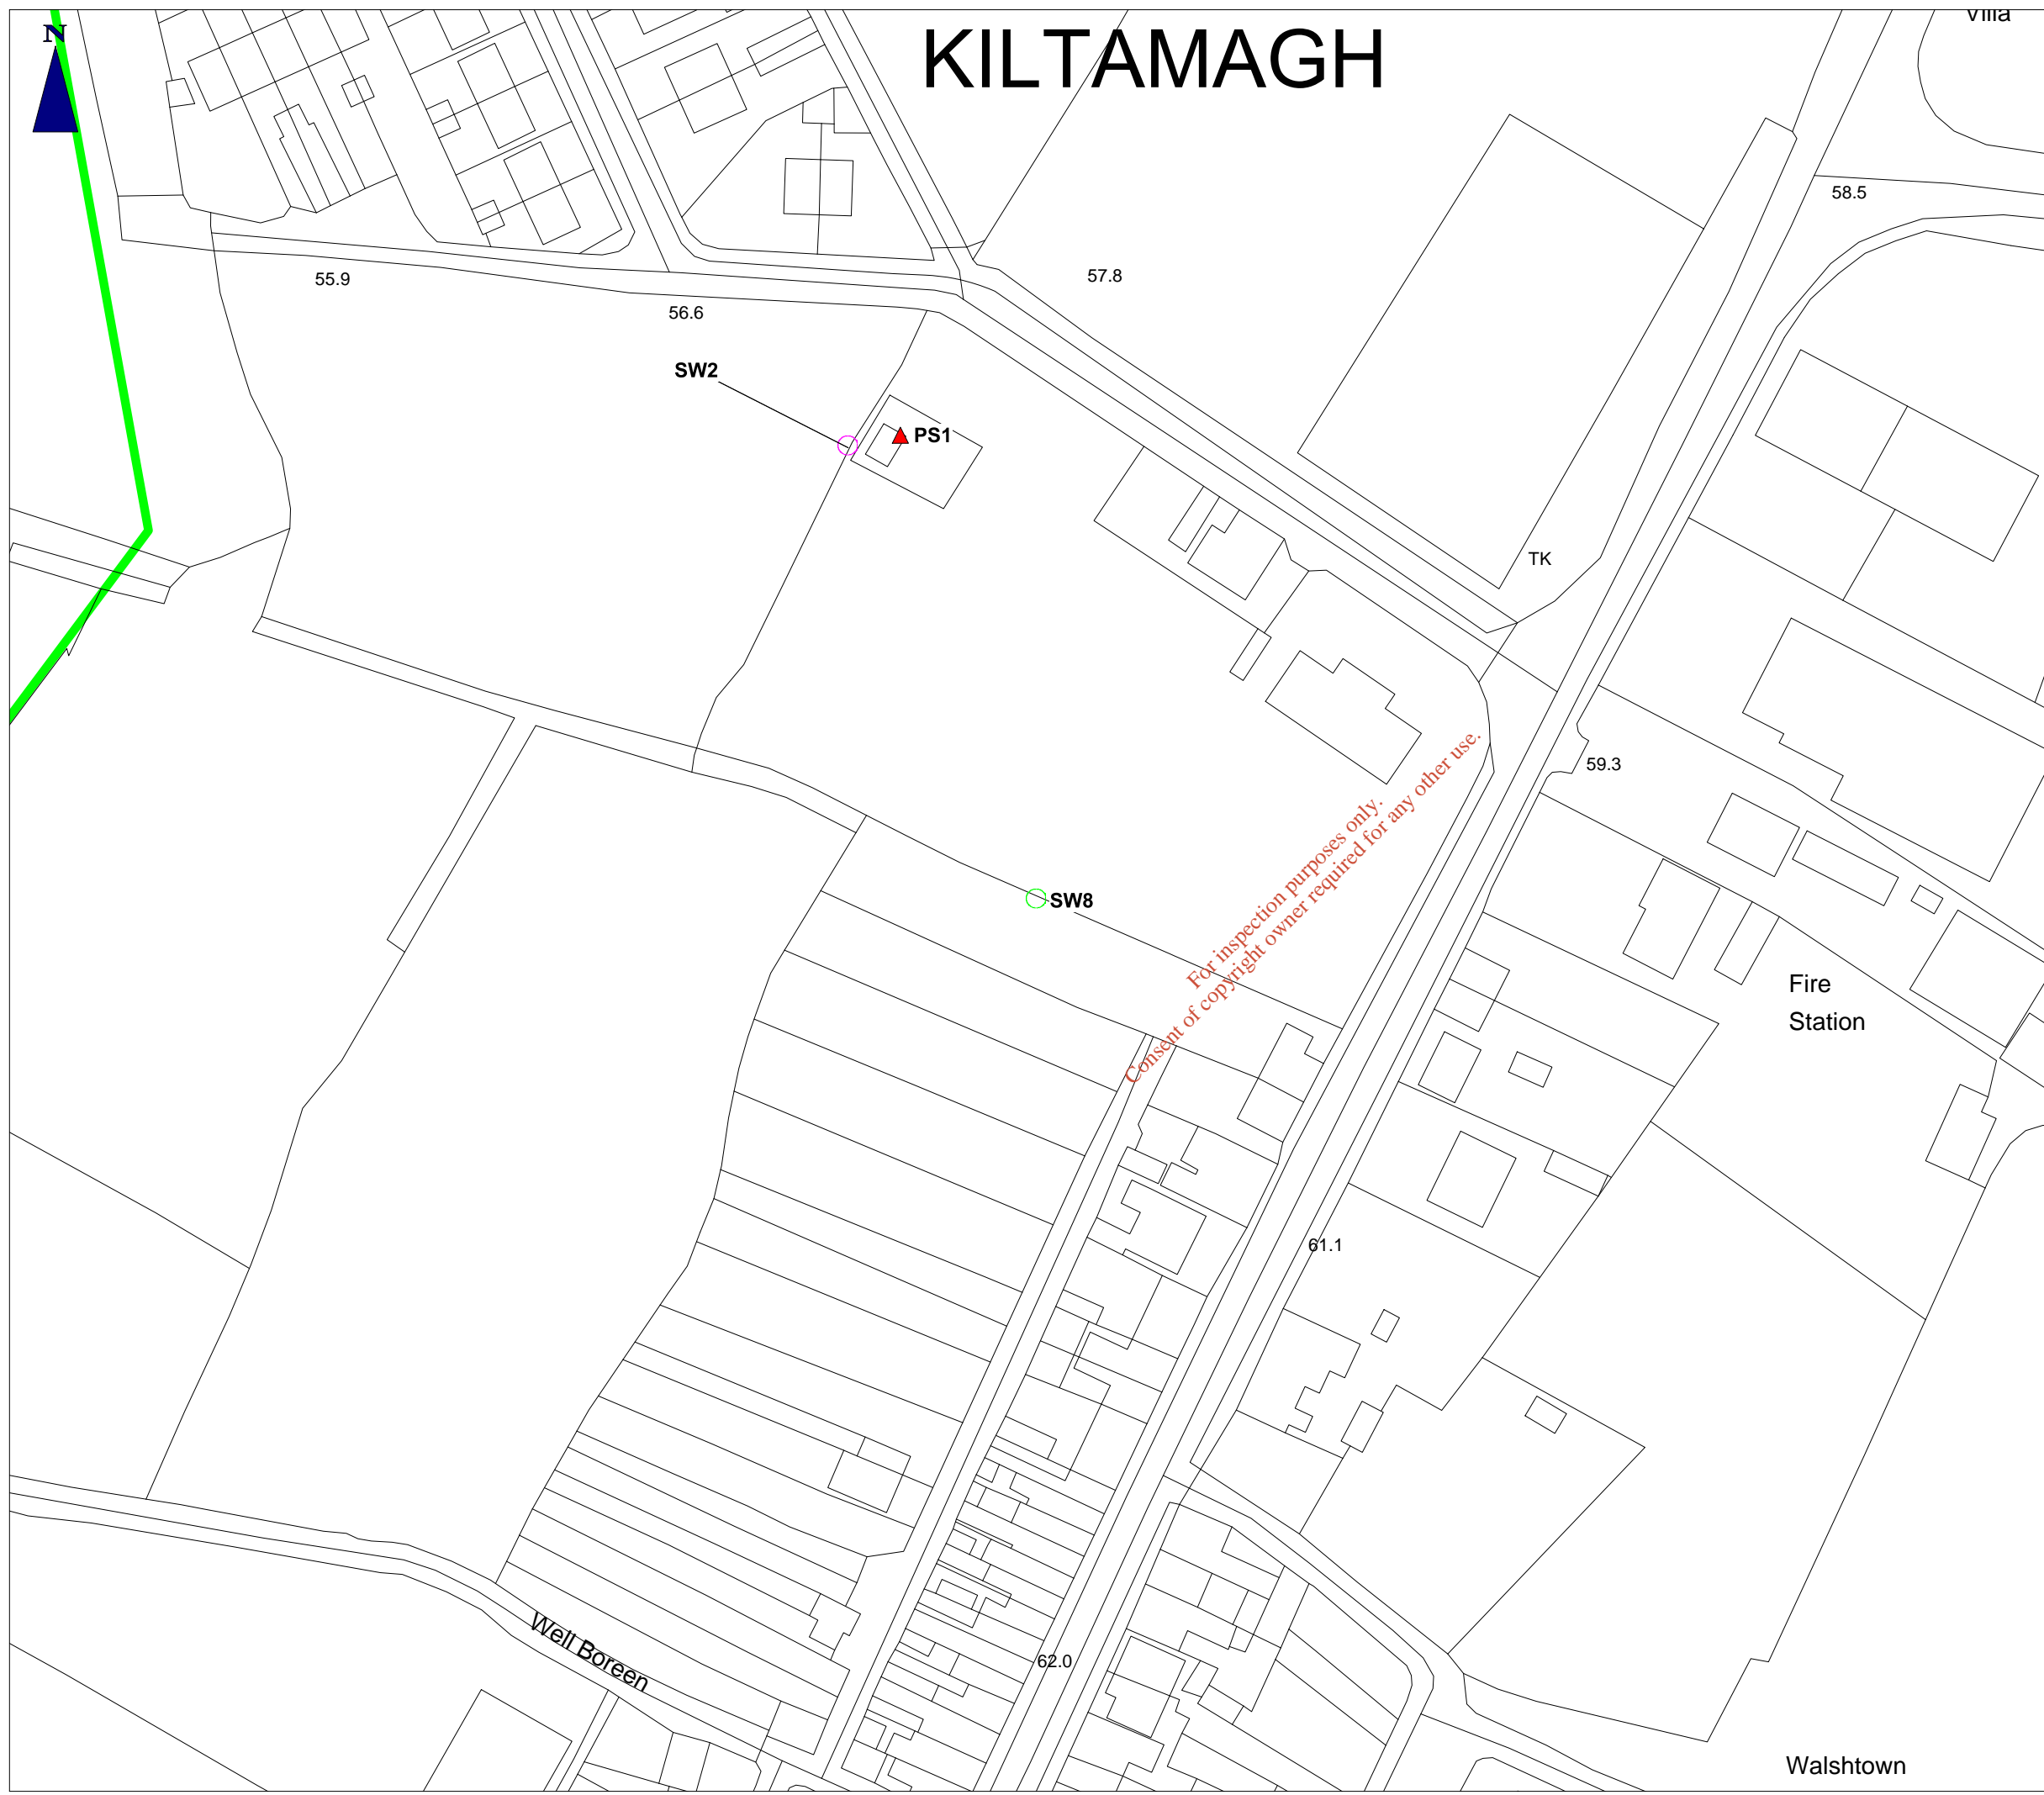 Villa
N
KILTAMAGH
58.5
55.9
57.8
56.6
SW2
PS1
TK
59.3
For inspection purposes only.
Consent of copyright owner required for any other use.
SW8
Fire
Station
61.1
Well Boreen
62.0
Walshtown